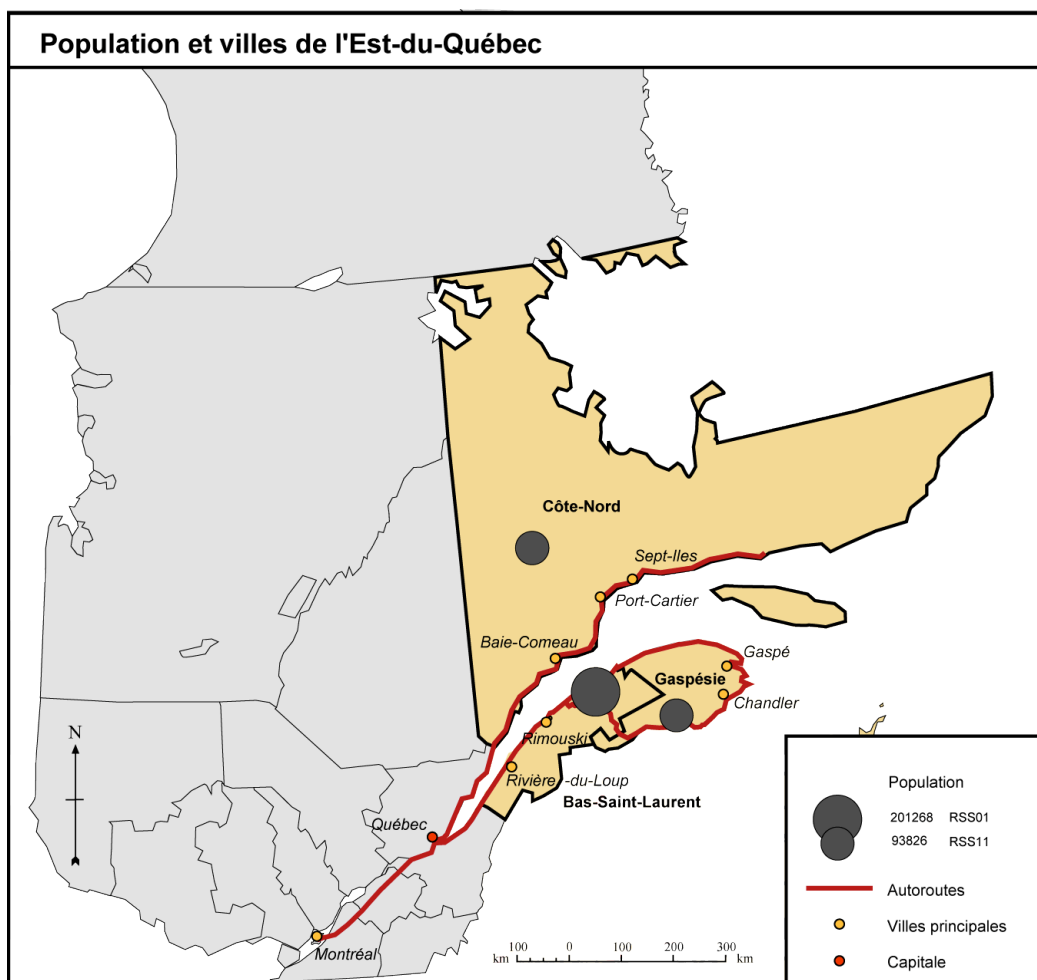 Population et villes de l'Est-du-Québec
Côte-Nord
Sept-Iles
Port-Cartier
Baie-Comeau
Gaspé
Gaspésie
Chandler
Rimouski
Rivière -du-Loup
Bas-Saint-Laurent
Québec
Montréal
N
Population
201268 RSS01
93826 RSS11
Autoroutes
Villes principales
Capitale
100 0 100 200 300
km km